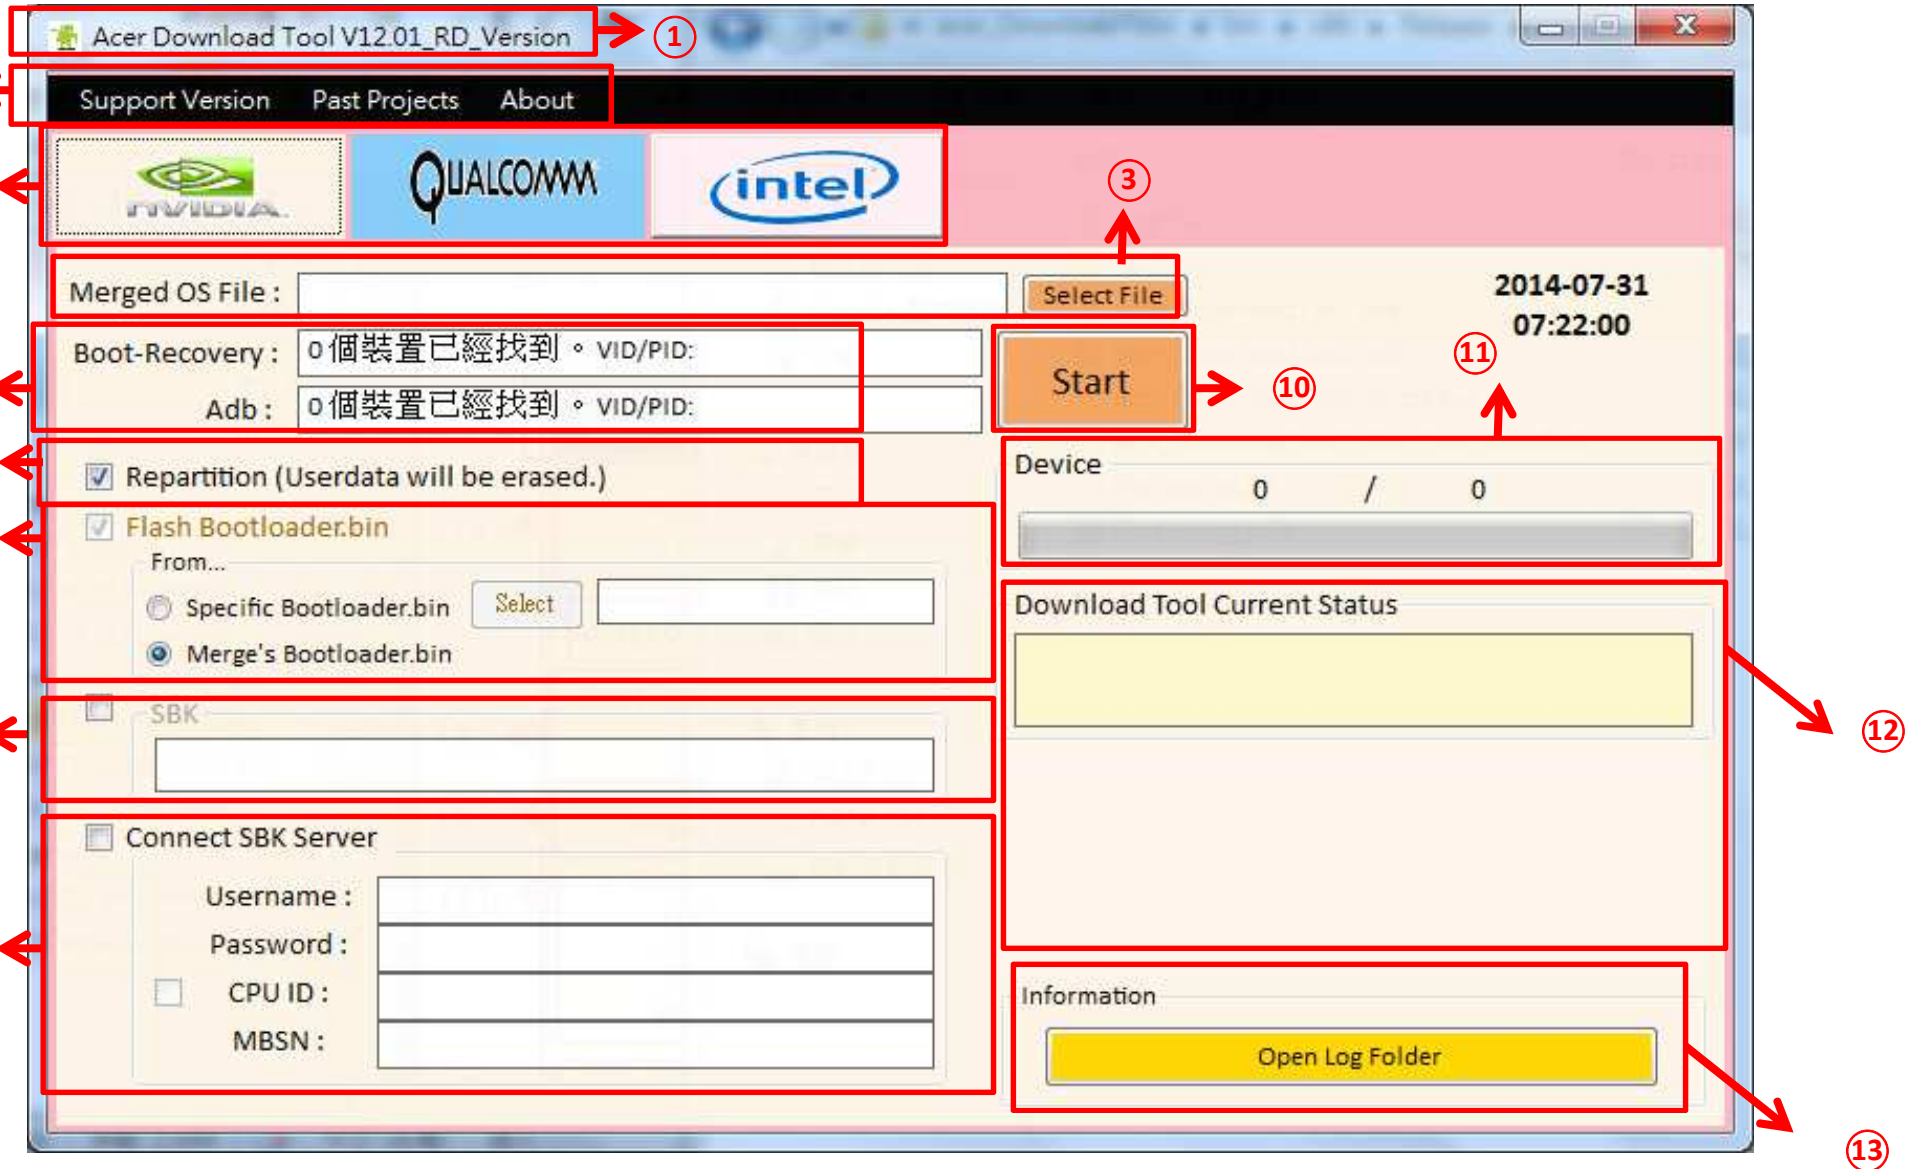 Acer Download Tool V12.01_RD_Version
①
Support Version Past Projects About
NVIDIA.
QUALCOMM
intel
③
Merged OS File :
Select File
2014-07-31
07:22:00
Boot-Recovery : 0 個裝置已經找到。VID/PID:
Adb : 0 個裝置已經找到。VID/PID:
Start
⑩
⑪
Repartition (Userdata will be erased.)
Device
0 / 0
Flash Bootloader.bin
From...
Specific Bootloader.bin Select
Merge's Bootloader.bin
Download Tool Current Status
⑫
SBK
Connect SBK Server
Username :
Password :
CPU ID :
MBSN :
Information
Open Log Folder
⑬